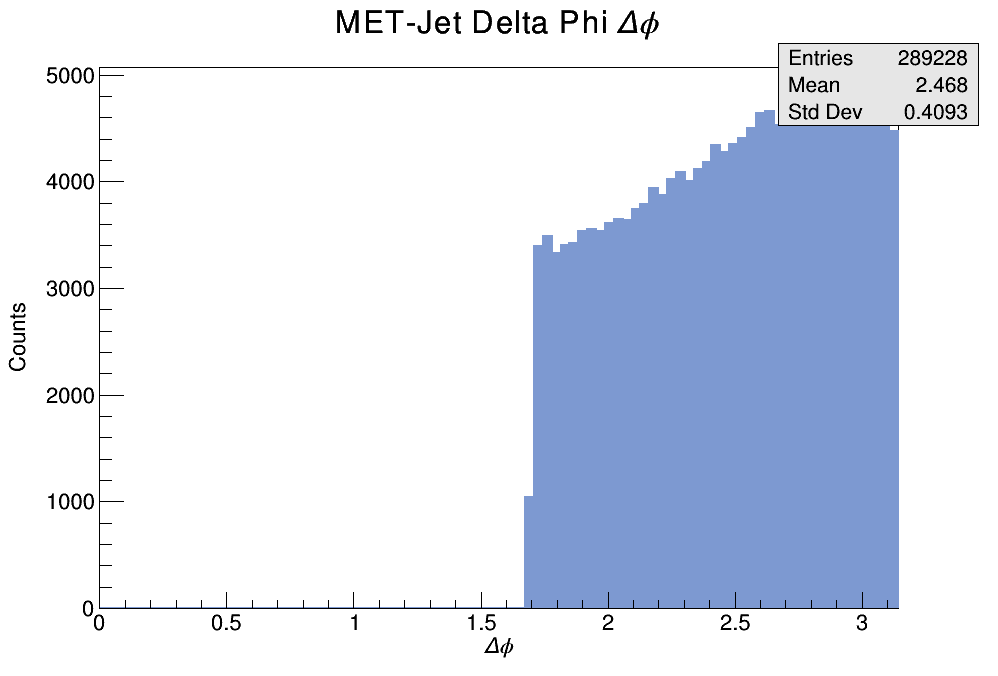 MET-Jet Delta Phi Δϕ
Entries 289228
Mean 2.468
Std Dev 0.4093
5000
4000
3000
2000
1000
0
Counts
0 0.5 1 1.5 2 2.5 3
Δϕ